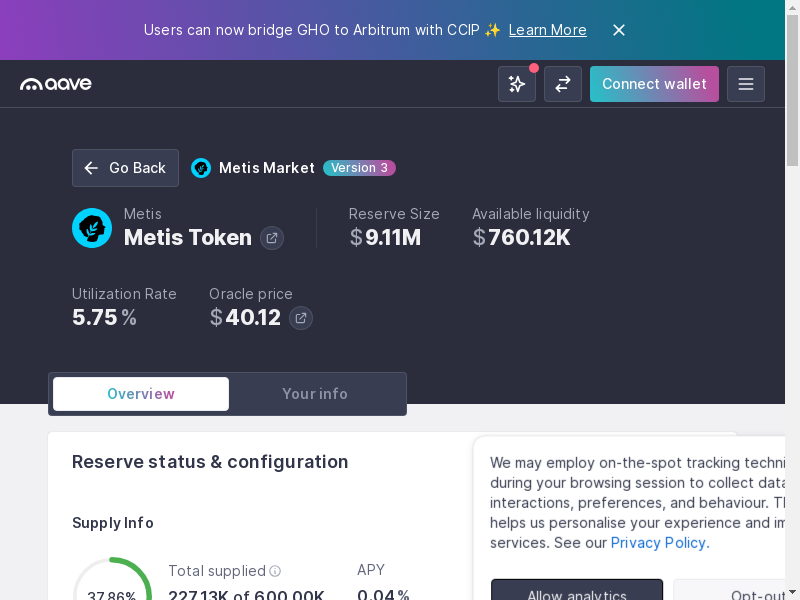 Users can now bridge GHO to Arbitrum with CCIP ✨ Learn More
aave
Connect wallet
Go Back
Metis Market
Version 3
Metis
Metis Token
Reserve Size
$9.11M
Available liquidity
$760.12K
Utilization Rate
5.75%
Oracle price
$40.12
Overview
Your info
Reserve status & configuration
Supply Info
37.86%
Total supplied
227.13K of 600.00K
APY
0.04%
We may employ on-the-spot tracking techni
during your browsing session to collect data
interactions, preferences, and behaviour. Th
helps us personalise your experience and im
services. See our Privacy Policy.
Allow analytics
Opt-out